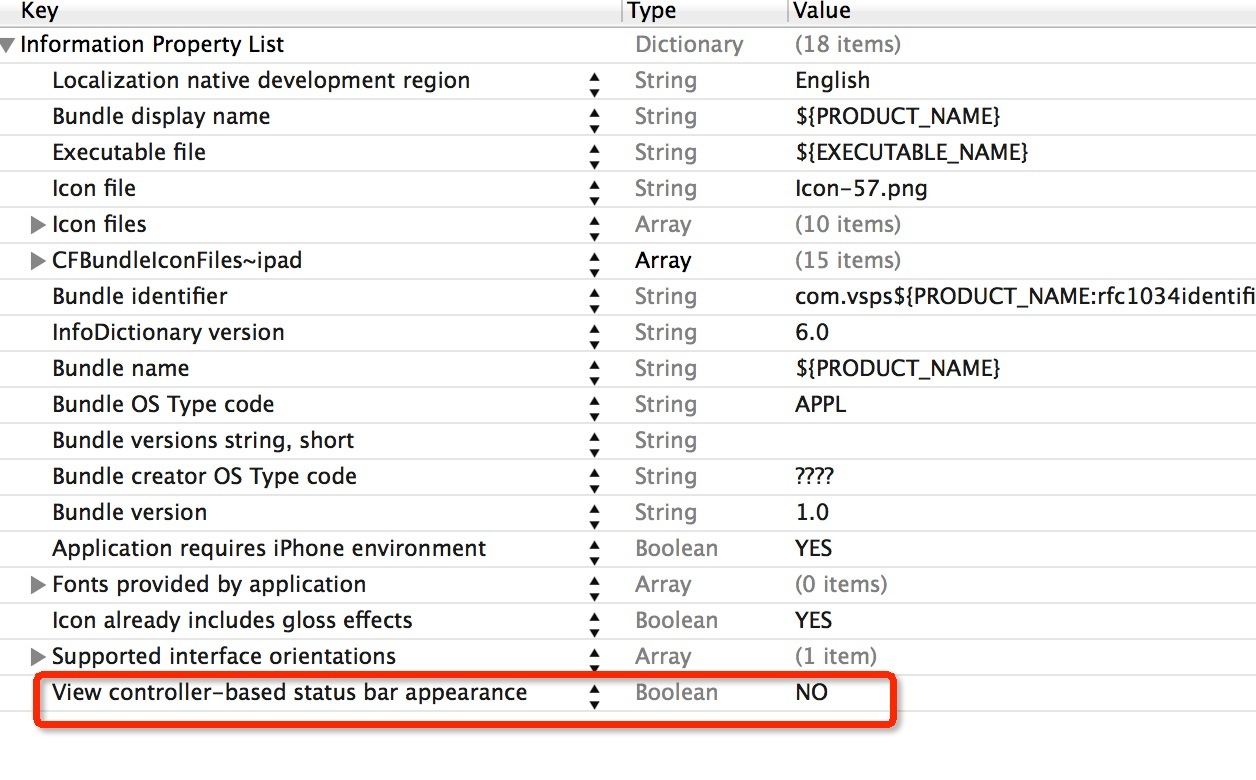 Key Type Value
Information Property List Dictionary (18 items)
Localization native development region String English
Bundle display name String ${PRODUCT_NAME}
Executable file String ${EXECUTABLE_NAME}
Icon file String Icon-57.png
Icon files Array (10 items)
CFBundleIconFiles~ipad Array (15 items)
Bundle identifier String com.vsps${PRODUCT_NAME:rfc1034identifi
InfoDictionary version String 6.0
Bundle name String ${PRODUCT_NAME}
Bundle OS Type code String APPL
Bundle versions string, short String
Bundle creator OS Type code String ????
Bundle version String 1.0
Application requires iPhone environment Boolean YES
Fonts provided by application Array (0 items)
Icon already includes gloss effects Boolean YES
Supported interface orientations Array (1 item)
View controller-based status bar appearance Boolean NO